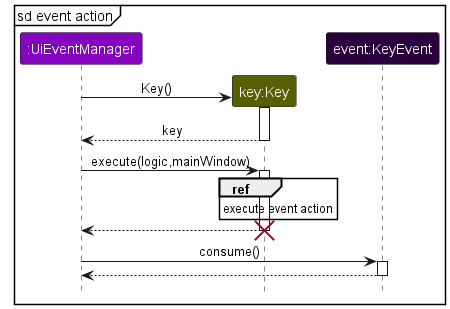 sd event action
:UiEventManager
event:KeyEvent
Key()
key:Key
key
execute(logic,mainWindow)
ref
execute event action
consume()